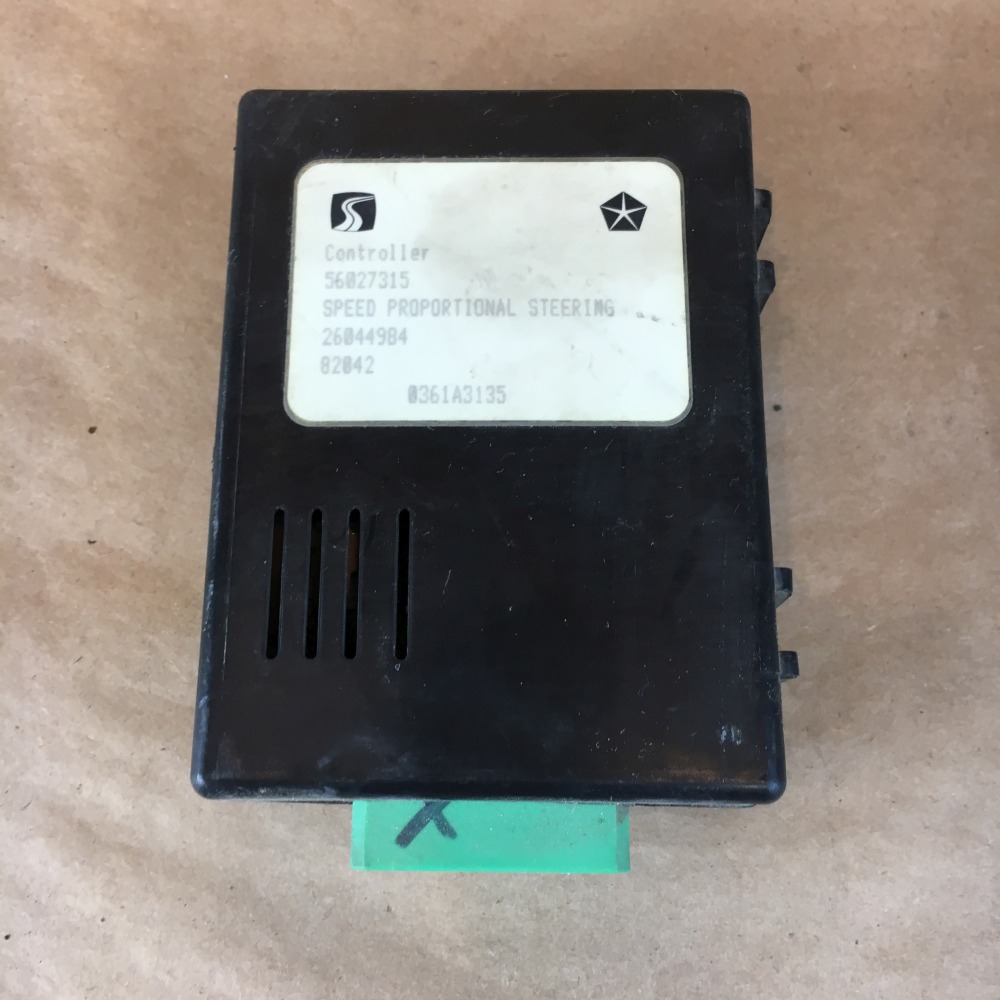 Controller
56027315
SPEED PROPORTIONAL STEERING
26044984
82042
0361A3135
X